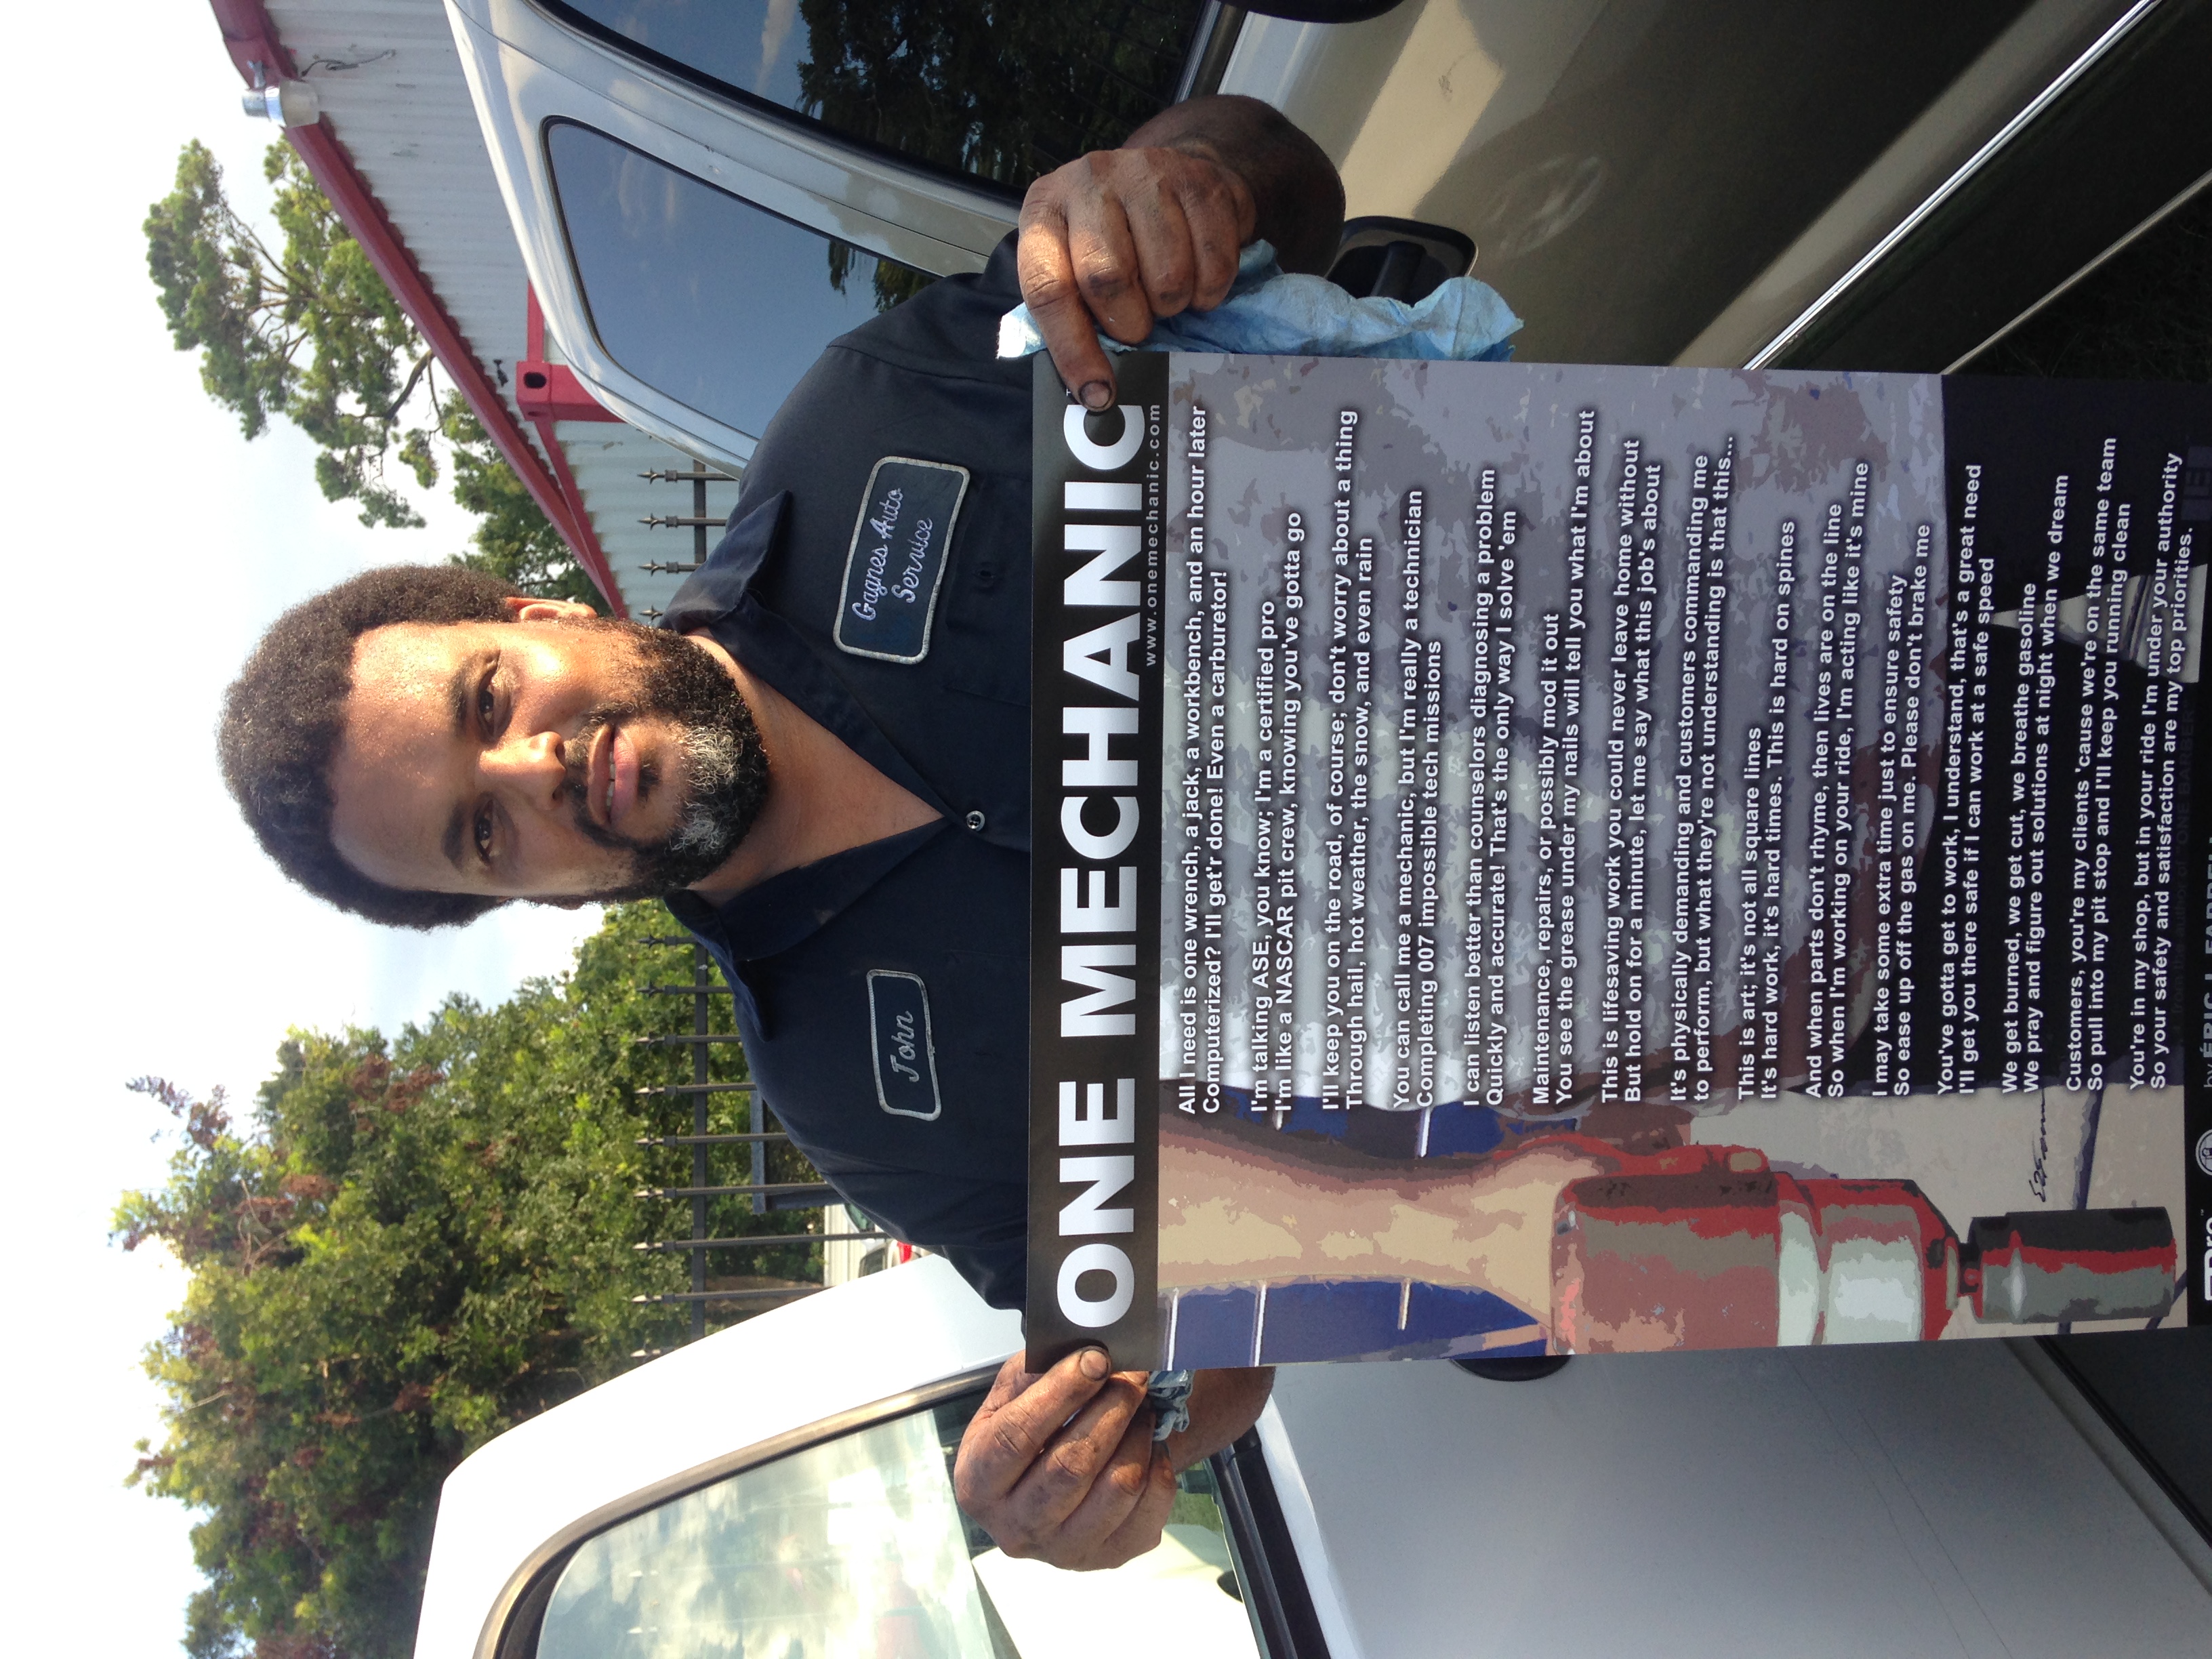 Gagnes Auto
Service
John
ONE MECHANIC
www.onemechanic.com
All I need is one wrench, a jack, a workbench, and an hour later
Computerized? I'll get'r done! Even a carburetor!
I'm talking ASE, you know; I'm a certified pro
I'm like a NASCAR pit crew, knowing you've gotta go
I'll keep you on the road, of course; don't worry about a thing
Through hail, hot weather, the snow, and even rain
You can call me a mechanic, but I'm really a technician
Completing 007 impossible tech missions
I can listen better than counselors diagnosing a problem
Quickly and accurate! That's the only way I solve 'em
Maintenance, repairs, or possibly mod it out
You see the grease under my nails will tell you what I'm about
This is lifesaving work you could never leave home without
But hold on for a minute, let me say what this job's about
It's physically demanding and customers commanding me
to perform, but what they're not understanding is that this...
This is art; it's not all square lines
It's hard work, it's hard times. This is hard on spines
And when parts don't rhyme, then lives are on the line
So when I'm working on your ride, I'm acting like it's mine
I may take some extra time just to ensure safety
So ease up off the gas on me. Please don't brake me
You've gotta get to work, I understand, that's a great need
I'll get you there safe if I can work at a safe speed
We get burned, we get cut, we breathe gasoline
We pray and figure out solutions at night when we dream
Customers, you're my clients 'cause we're on the same team
So pull into my pit stop and I'll keep you running clean
You're in my shop, but in your ride I'm under your authority
So your safety and satisfaction are my top priorities.